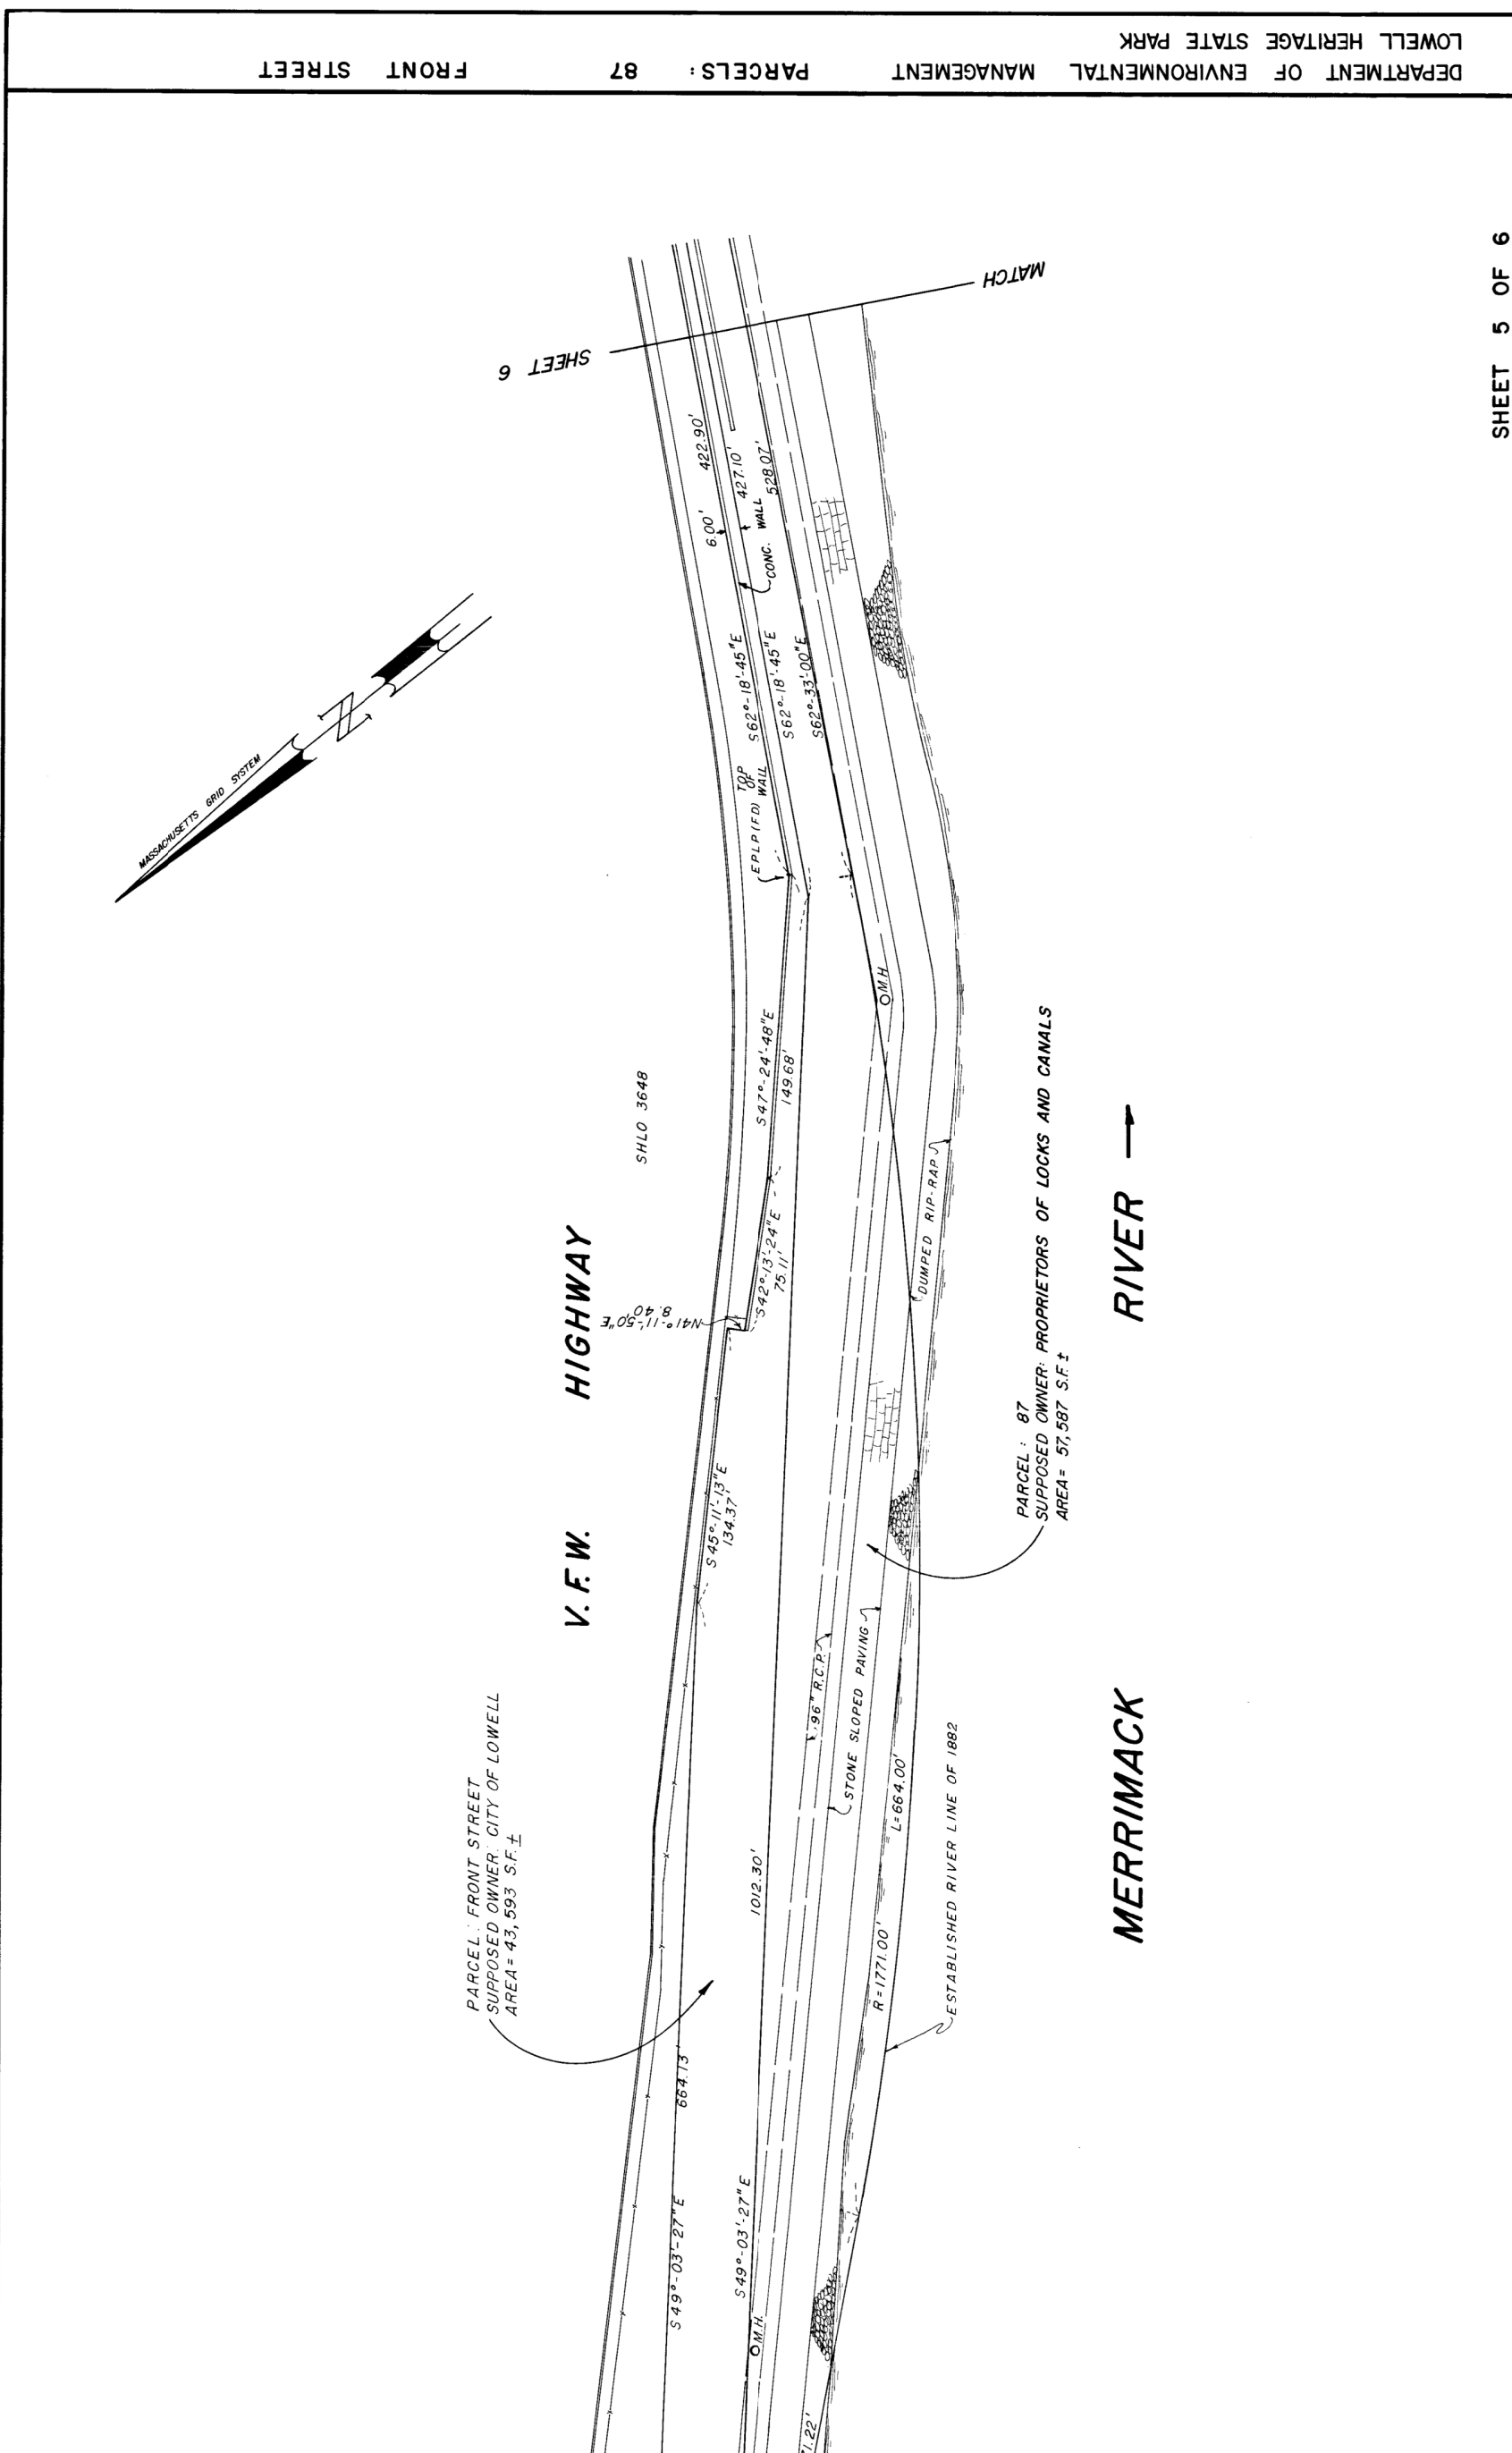 DEPARTMENT OF ENVIRONMENTAL MANAGEMENT PARCELS: 87 FRONT STREET
LOWELL HERITAGE STATE PARK
SHEET 5 OF 6
MATCH SHEET 6
MASSACHUSETTS GRID SYSTEM
N
422.90'
6.00'
427.10'
CONC. WALL
528.07'
S62°-18'-45"E
S62°-18'-45"E
S62°-33'-00"E
EPLP(FD) TOP
OF
WALL
SHLO 3648
S47°-24'-48"E
149.68'
M.H.
V.F.W. HIGHWAY
N41°-11'-50"E
8.40'
S42°-13'-24"E
75.11'
DUMPED RIP-RAP
S45°-11'-13"E
134.37'
PARCEL: 87
SUPPOSED OWNER: PROPRIETORS OF LOCKS AND CANALS
AREA= 57,587 S.F.±
MERRIMACK RIVER
PARCEL: FRONT STREET
SUPPOSED OWNER: CITY OF LOWELL
AREA= 43,593 S.F.±
96" R.C.P.
STONE SLOPED PAVING
1012.30'
L=664.00'
R=1771.00'
ESTABLISHED RIVER LINE OF 1882
664.13'
S49°-03'-27"E
S49°-03'-27"E
M.H.
1.22'